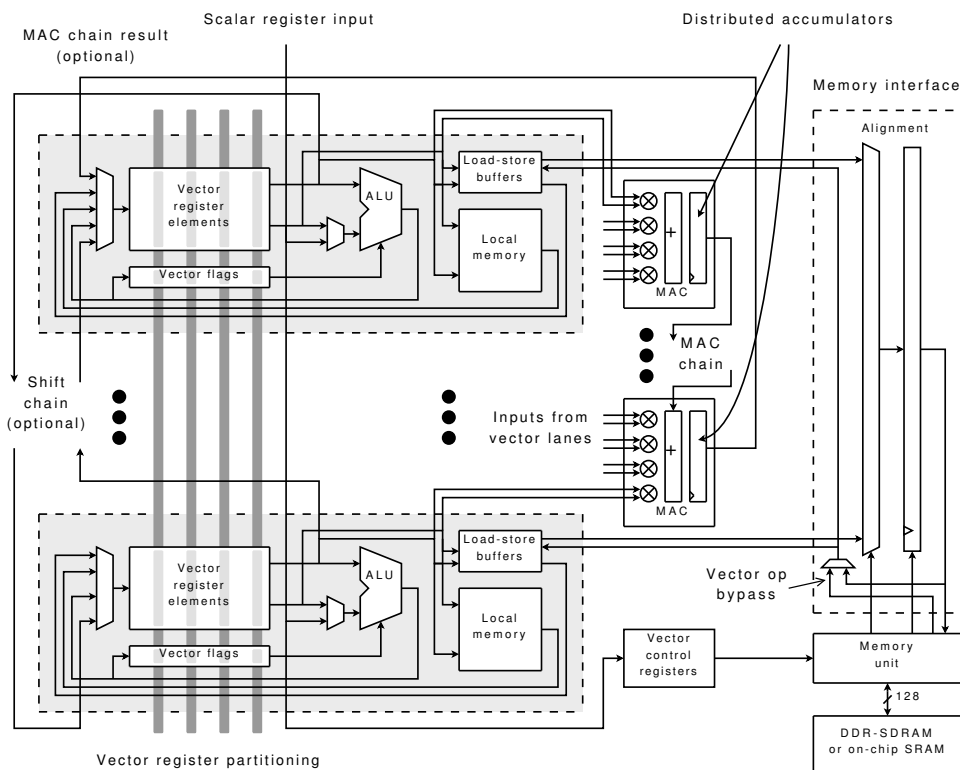 Scalar register input
Distributed accumulators
MAC chain result
(optional)
Memory interface
Alignment
Vector
register
elements
ALU
Load-store
buffers
Local
memory
Vector flags
+
MAC
MAC
chain
Shift
chain
(optional)
Inputs from
vector lanes
+
MAC
Vector
register
elements
ALU
Load-store
buffers
Local
memory
Vector flags
Vector op
bypass
Vector
control
registers
Memory
unit
128
DDR-SDRAM
or on-chip SRAM
Vector register partitioning